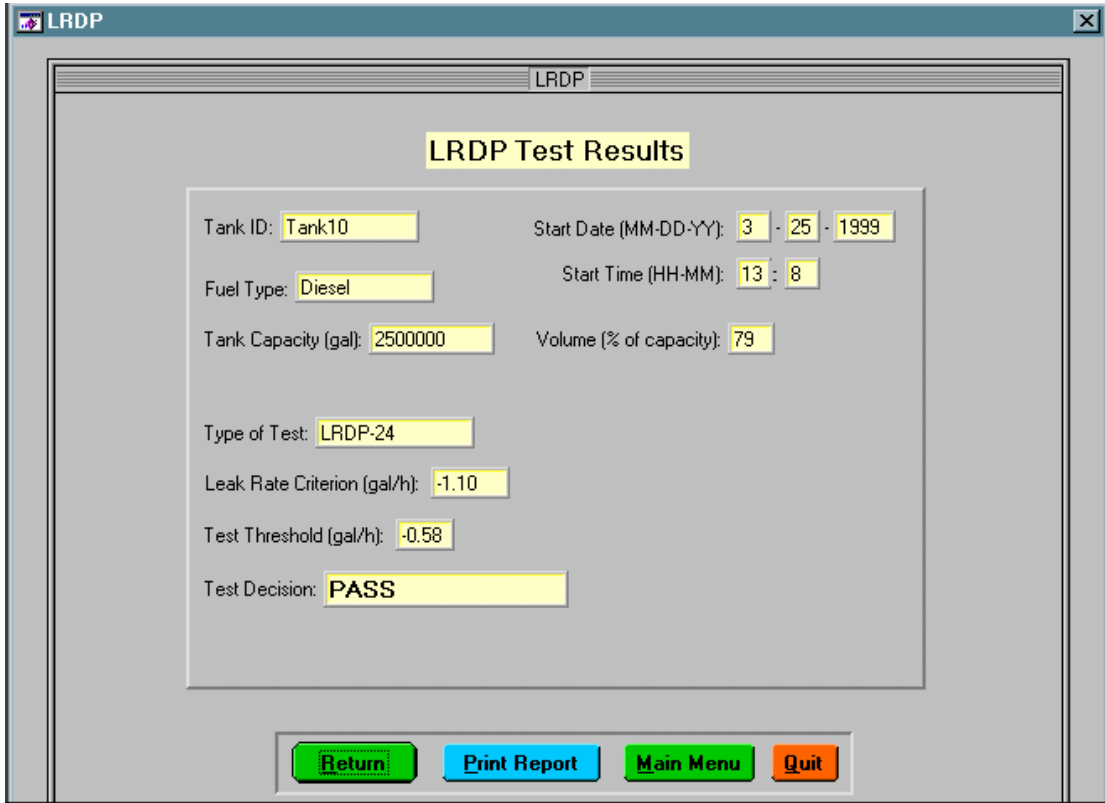 LRDP
LRDP
LRDP Test Results
Tank ID: Tank10
Start Date (MM-DD-YY): 3 - 25 - 1999
Start Time (HH-MM): 13 : 8
Fuel Type: Diesel
Tank Capacity (gal): 2500000
Volume (% of capacity): 79
Type of Test: LRDP-24
Leak Rate Criterion (gal/h): -1.10
Test Threshold (gal/h): -0.58
Test Decision: PASS
Return Print Report Main Menu Quit